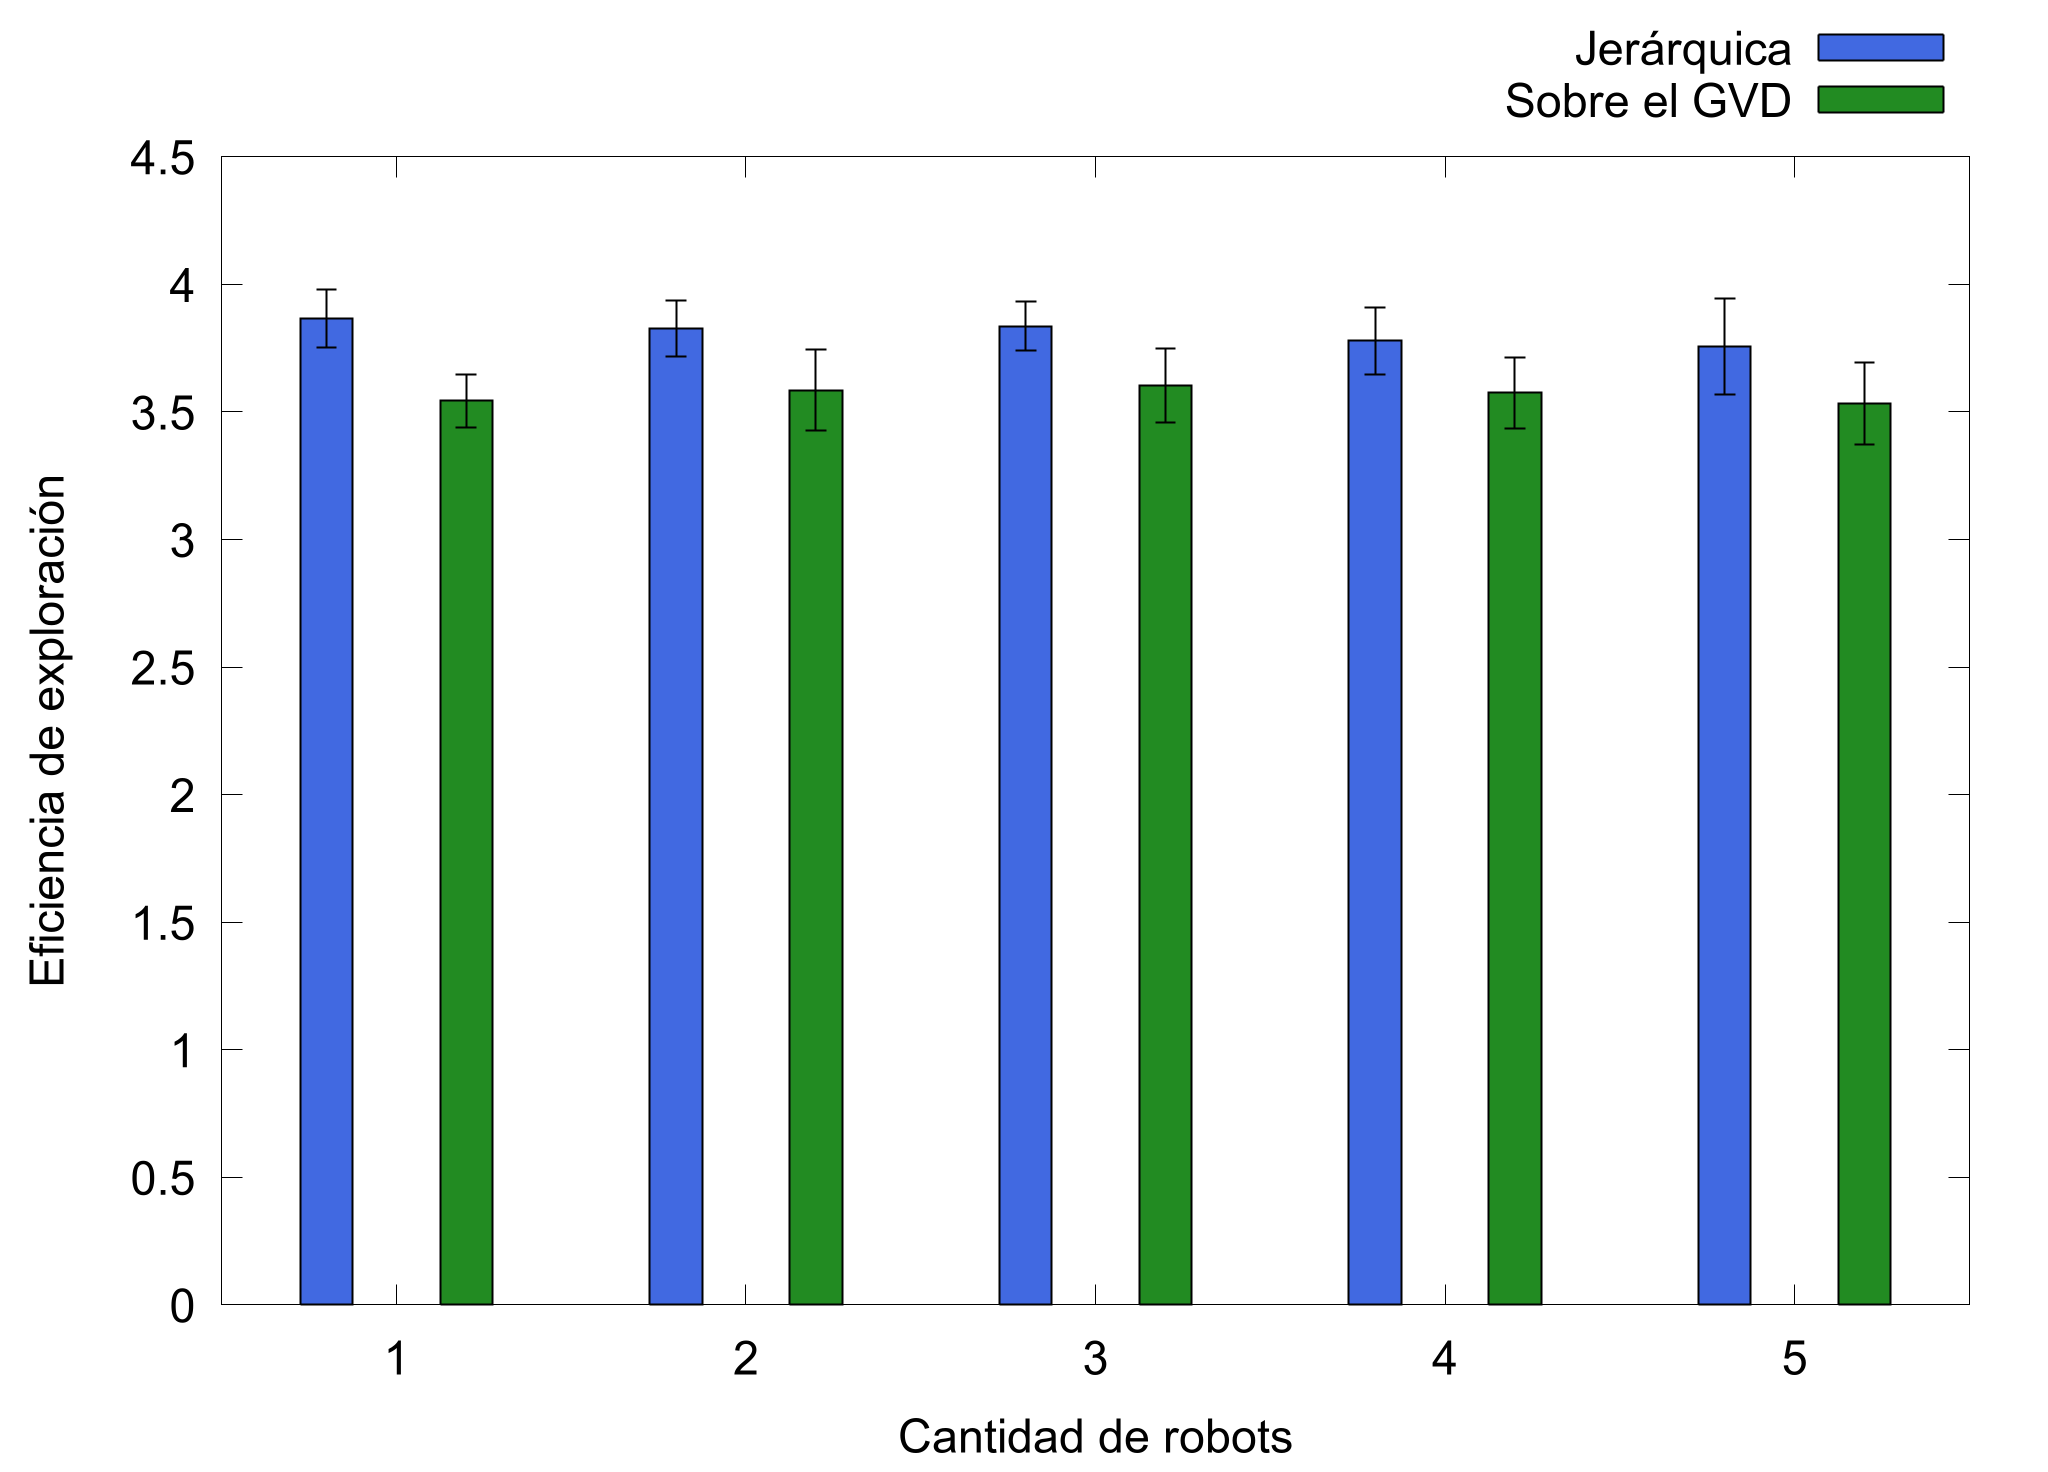 Jerárquica
Sobre el GVD
4.5
4
3.5
3
2.5
2
1.5
1
0.5
0
Eficiencia de exploración
1 2 3 4 5
Cantidad de robots